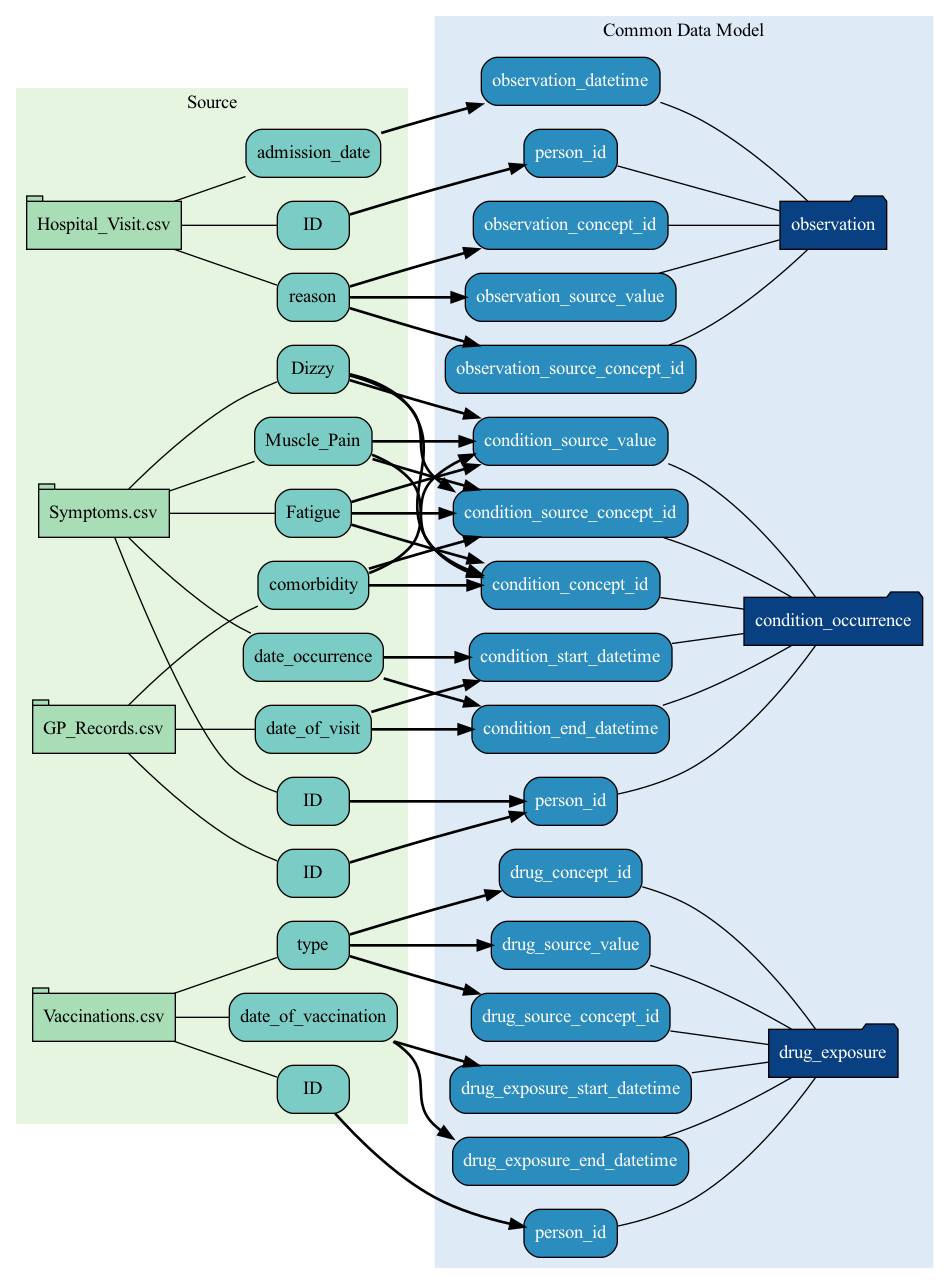 Source
Hospital_Visit.csv
admission_date
ID
reason
Symptoms.csv
Dizzy
Muscle_Pain
Fatigue
comorbidity
date_occurrence
GP_Records.csv
date_of_visit
ID
ID
Vaccinations.csv
type
date_of_vaccination
ID
Common Data Model
observation_datetime
person_id
observation_concept_id
observation_source_value
observation_source_concept_id
observation
condition_source_value
condition_source_concept_id
condition_concept_id
condition_start_datetime
condition_end_datetime
person_id
condition_occurrence
drug_concept_id
drug_source_value
drug_source_concept_id
drug_exposure_start_datetime
drug_exposure_end_datetime
person_id
drug_exposure